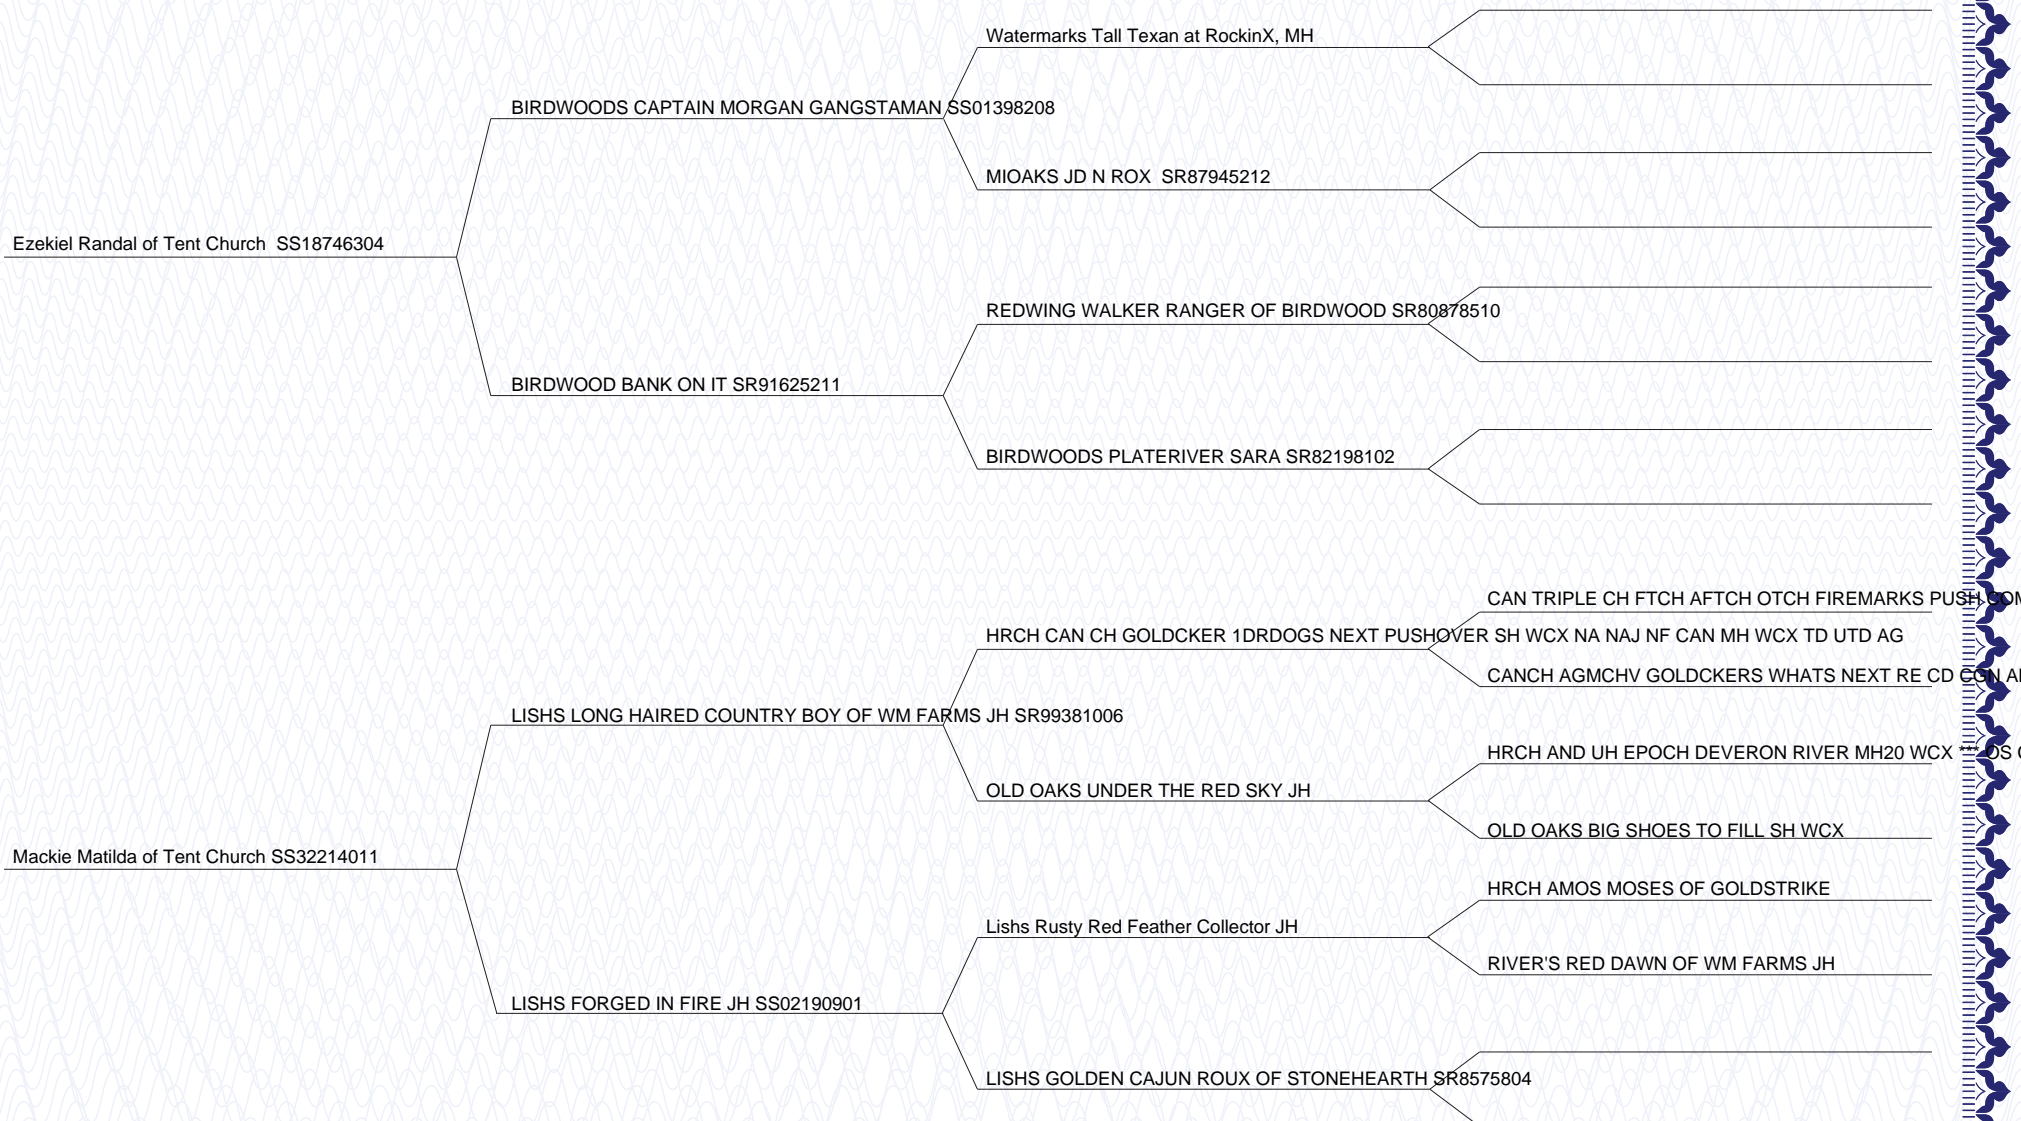 Watermarks Tall Texan at RockinX, MH
BIRDWOODS CAPTAIN MORGAN GANGSTAMAN SS01398208
MIOAKS JD N ROX  SR87945212
Ezekiel Randal of Tent Church  SS18746304
REDWING WALKER RANGER OF BIRDWOOD SR80878510
BIRDWOOD BANK ON IT SR91625211
BIRDWOODS PLATERIVER SARA SR82198102
CAN TRIPLE CH FTCH AFTCH OTCH FIREMARKS PUSH
HRCH CAN CH GOLDCKER 1DRDOGS NEXT PUSHOVER SH WCX NA NAJ NF CAN MH WCX TD UTD AG
CANCH AGMCHV GOLDCKERS WHATS NEXT RE CD CGN
LISHS LONG HAIRED COUNTRY BOY OF WM FARMS JH SR99381006
HRCH AND UH EPOCH DEVERON RIVER MH20 WCX *** OS
OLD OAKS UNDER THE RED SKY JH
OLD OAKS BIG SHOES TO FILL SH WCX
Mackie Matilda of Tent Church SS32214011
HRCH AMOS MOSES OF GOLDSTRIKE
Lishs Rusty Red Feather Collector JH
RIVER'S RED DAWN OF WM FARMS JH
LISHS FORGED IN FIRE JH SS02190901
LISHS GOLDEN CAJUN ROUX OF STONEHEARTH SR8575804